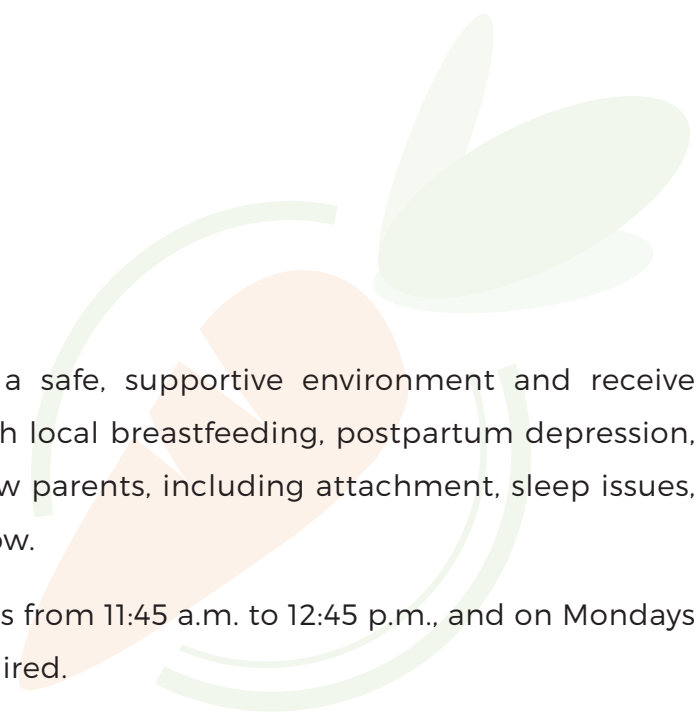 a safe, supportive environment and receive
h local breastfeeding, postpartum depression,
w parents, including attachment, sleep issues,
ow.
s from 11:45 a.m. to 12:45 p.m., and on Mondays
ired.